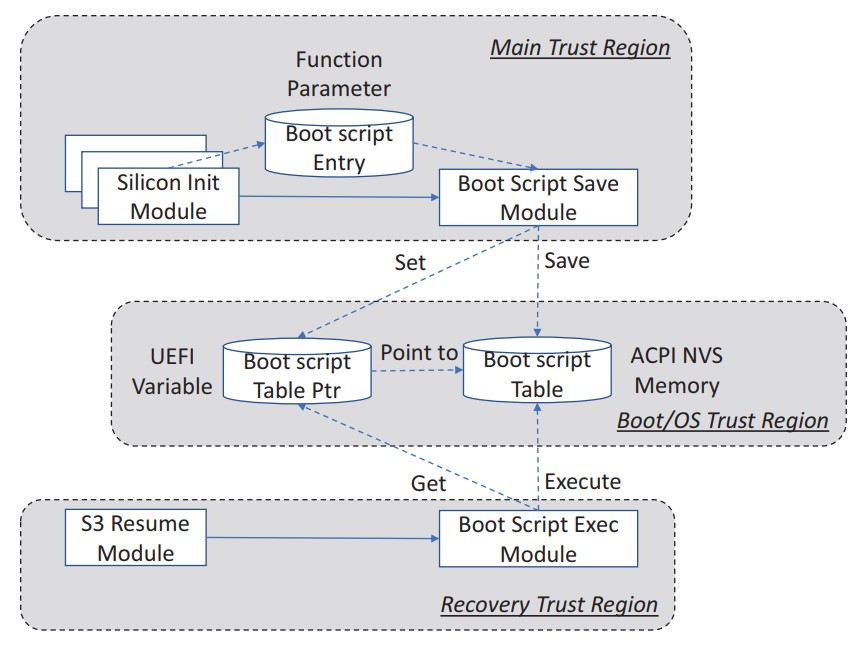 Main Trust Region
Function
Parameter
Boot script
Entry
Silicon Init
Module
Boot Script Save
Module
Set
Save
UEFI
Variable
Boot script
Table Ptr
Point to
Boot script
Table
ACPI NVS
Memory
Boot/OS Trust Region
Get
Execute
S3 Resume
Module
Boot Script Exec
Module
Recovery Trust Region